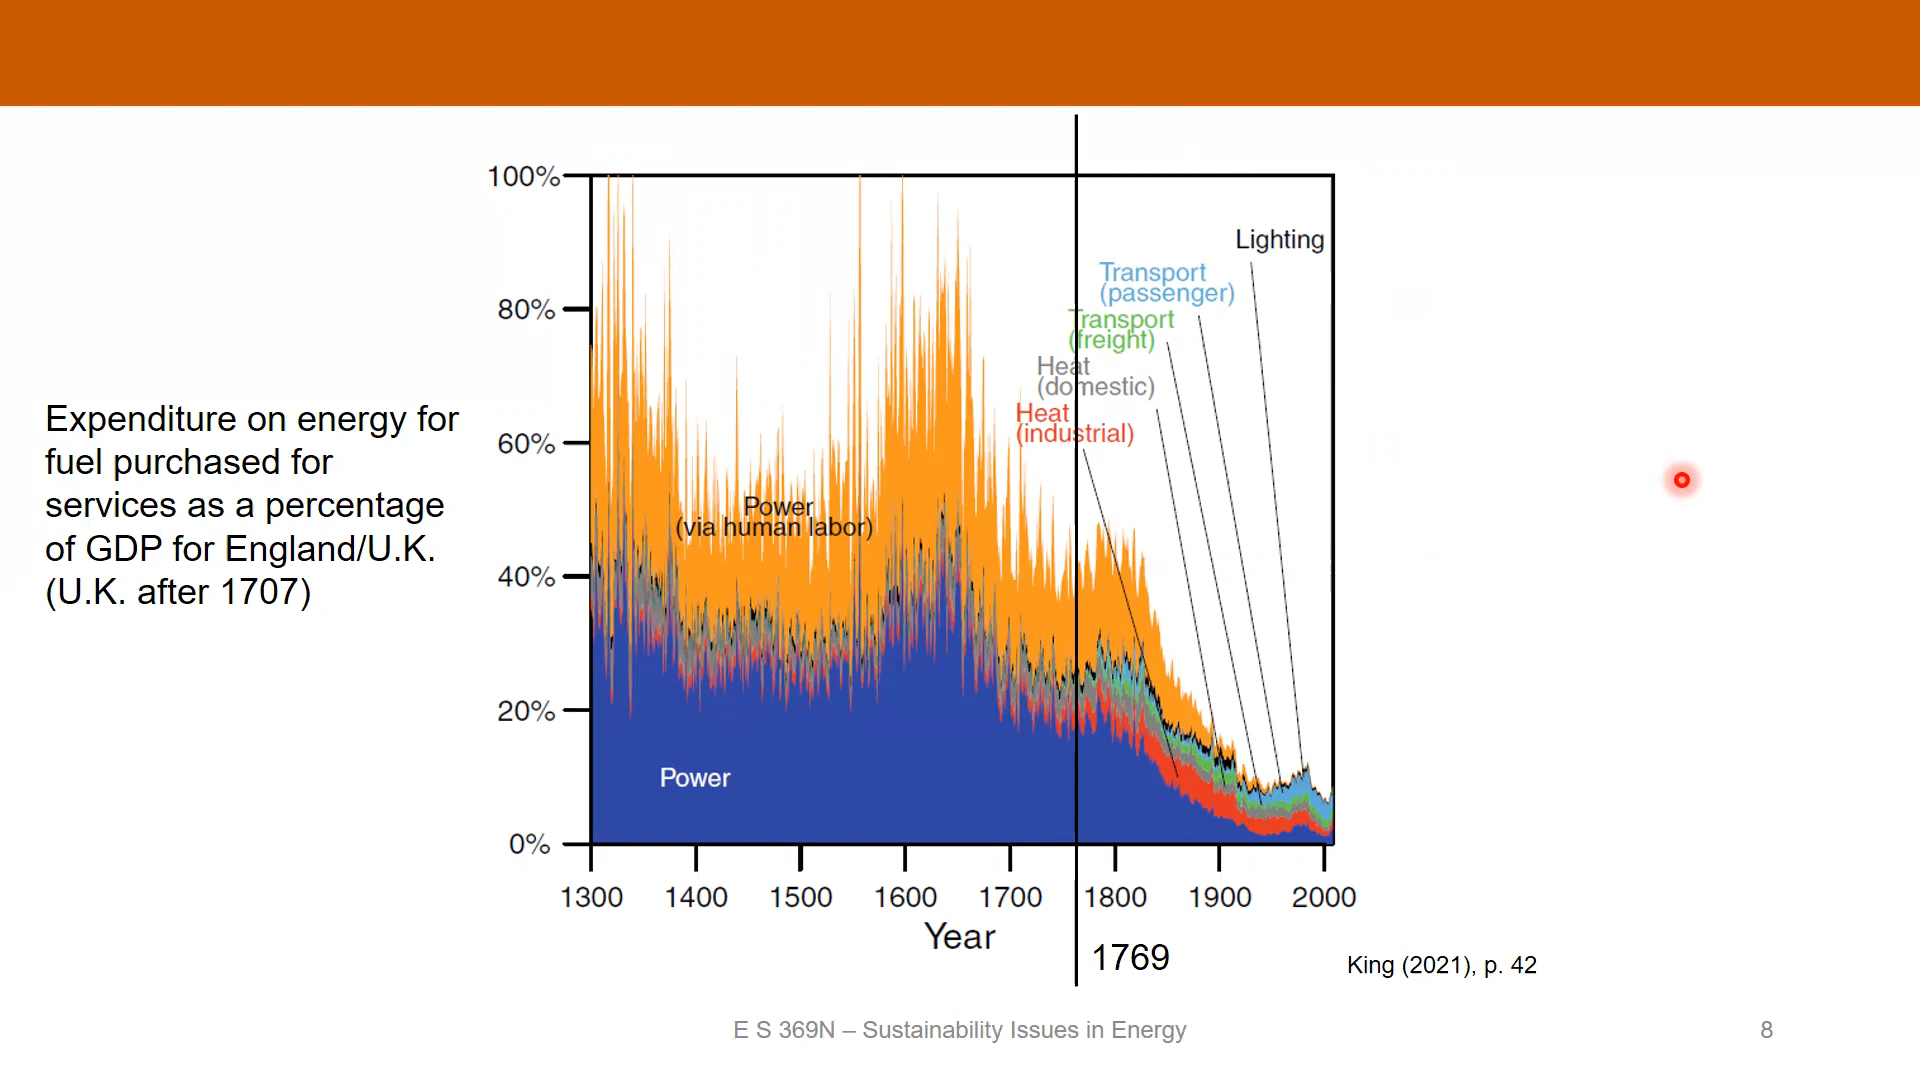 Expenditure on energy for
fuel purchased for
services as a percentage
of GDP for England/U.K.
(U.K. after 1707)
100%
80%
60%
40%
20%
0%
Lighting
Transport
(passenger)
Transport
(freight)
Heat
(domestic)
Heat
(industrial)
Power
(via human labor)
Power
1300 1400 1500 1600 1700 1800 1900 2000
Year
1769
King (2021), p. 42
E S 369N – Sustainability Issues in Energy
8